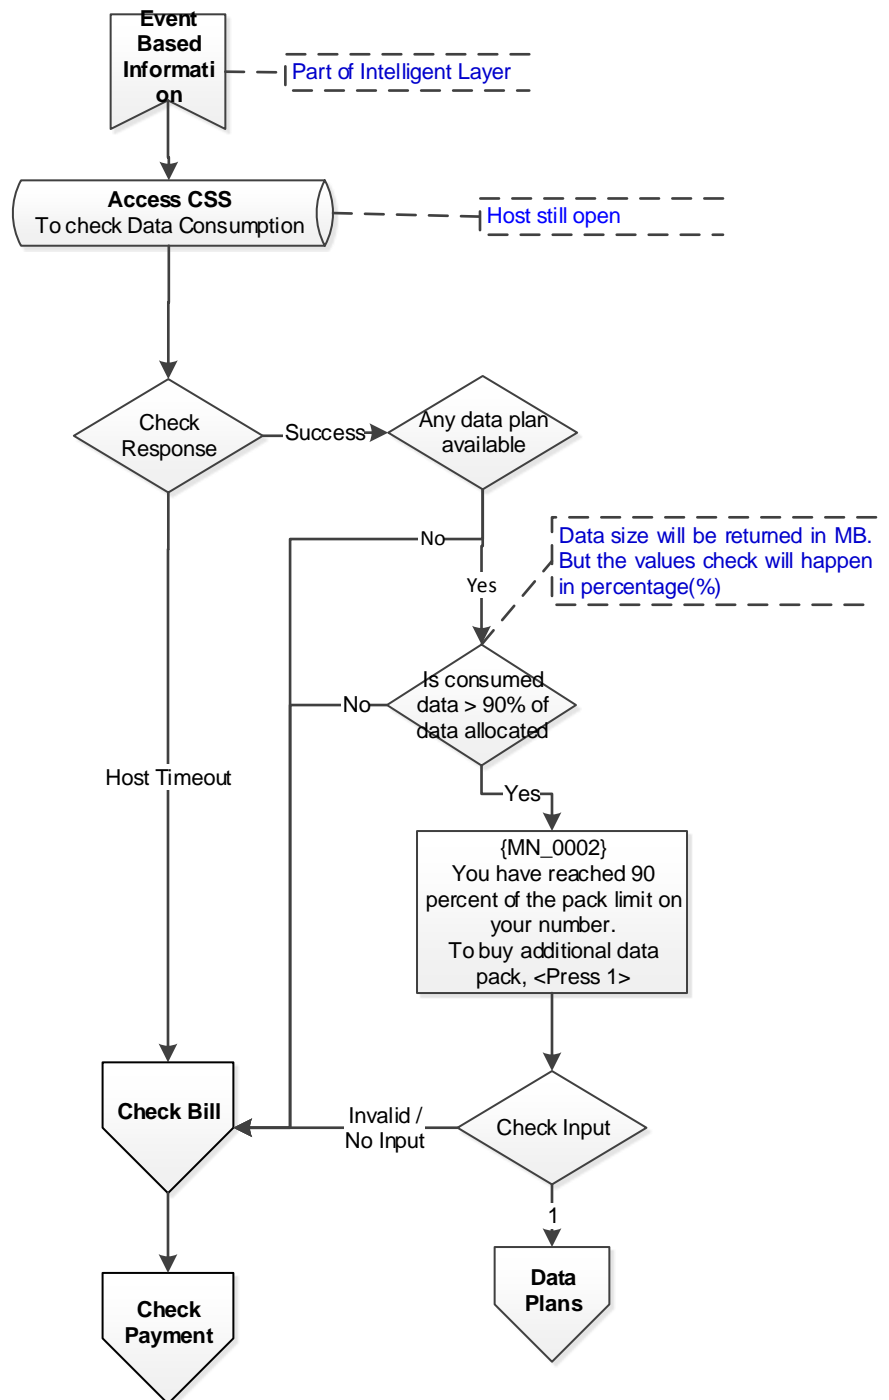 Event
Based
Informati
on
Part of Intelligent Layer
Access CSS
To check Data Consumption
Host still open
Check
Response
Success
Any data plan
available
No
Data size will be returned in MB.
But the values check will happen
in percentage(%)
Yes
Is consumed
data > 90% of
data allocated
No
Host Timeout
Yes
{MN_0002}
You have reached 90
percent of the pack limit on
your number.
To buy additional data
pack, <Press 1>
Check Bill
Invalid /
No Input
Check Input
1
Data
Plans
Check
Payment